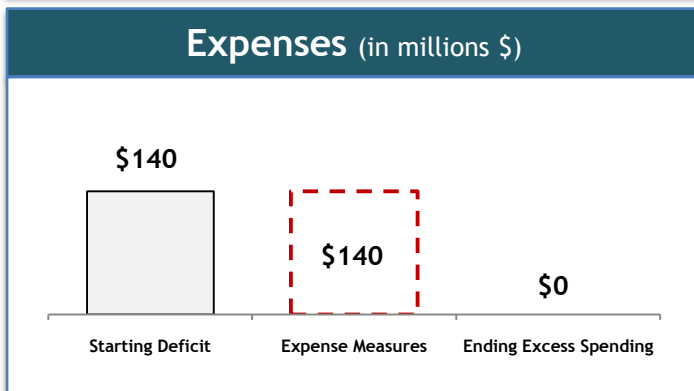 Expenses (in millions $)
$140
$140
$0
Starting Deficit
Expense Measures
Ending Excess Spending